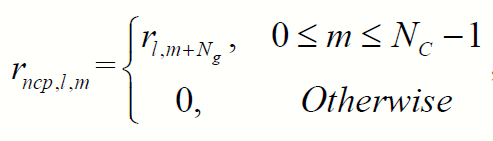 r_{ncp,l,m} = { r_{l,m+N_g} , 0 ≤ m ≤ N_C − 1
0, Otherwise ,